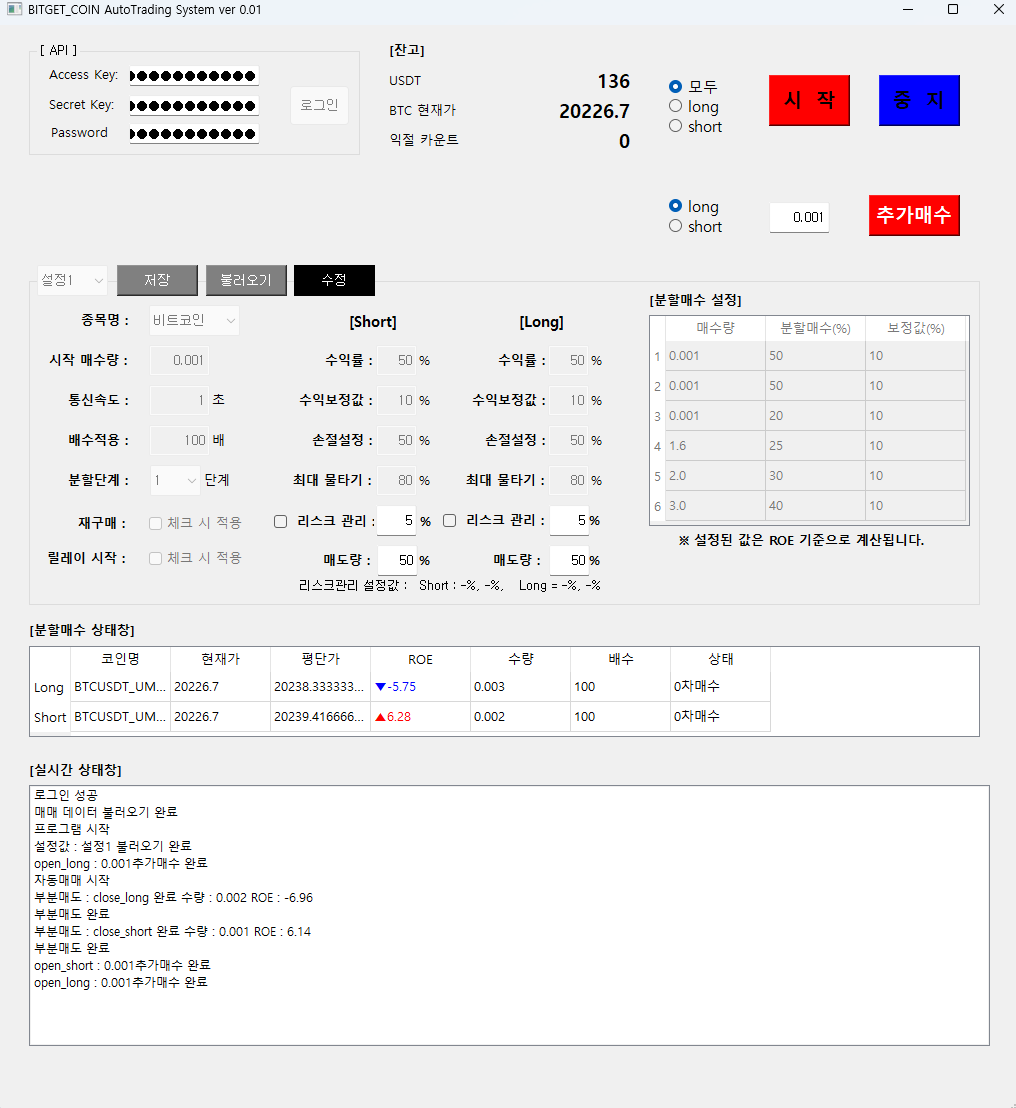 BITGET_COIN AutoTrading System ver 0.01
[ API ]
Access Key:
Secret Key:
Password
로그인
[잔고]
USDT 136
BTC 현재가 20226.7
익절 카운트 0
모두
long
short
시 작
중 지
long
short
0.001
추가매수
설정1 저장 불러오기 수정
종목명 : 비트코인
시작 매수량 : 0.001
통신속도 : 1 초
배수적용 : 100 배
분할단계 : 1 단계
재구매 : 체크 시 적용
릴레이 시작 : 체크 시 적용
[Short] [Long]
수익률 : 50 % 수익률 : 50 %
수익보정값 : 10 % 수익보정값 : 10 %
손절설정 : 50 % 손절설정 : 50 %
최대 물타기 : 80 % 최대 물타기 : 80 %
리스크 관리 : 5 % 리스크 관리 : 5 %
매도량 : 50 % 매도량 : 50 %
리스크관리 설정값 : Short : -%, -%, Long = -%, -%
[분할매수 설정]
매수량 분할매수(%) 보정값(%)
1 0.001 50 10
2 0.001 50 10
3 0.001 20 10
4 1.6 25 10
5 2.0 30 10
6 3.0 40 10
※ 설정된 값은 ROE 기준으로 계산됩니다.
[분할매수 상태창]
코인명 현재가 평단가 ROE 수량 배수 상태
Long BTCUSDT_UM... 20226.7 20238.333333... ▼-5.75 0.003 100 0차매수
Short BTCUSDT_UM... 20226.7 20239.416666... ▲6.28 0.002 100 0차매수
[실시간 상태창]
로그인 성공
매매 데이터 불러오기 완료
프로그램 시작
설정값 : 설정1 불러오기 완료
open_long : 0.001추가매수 완료
자동매매 시작
부분매도 : close_long 완료 수량 : 0.002 ROE : -6.96
부분매도 완료
부분매도 : close_short 완료 수량 : 0.001 ROE : 6.14
부분매도 완료
open_short : 0.001추가매수 완료
open_long : 0.001추가매수 완료